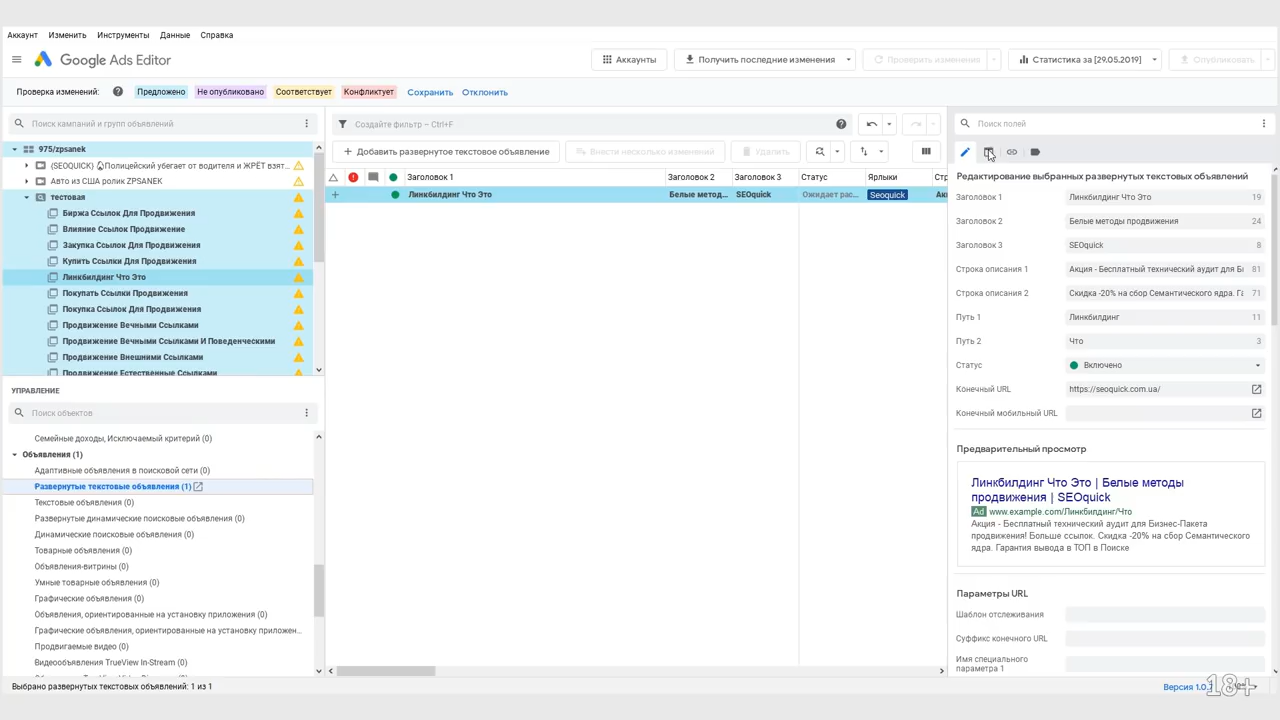 Аккаунт Изменить Инструменты Данные Справка
Google Ads Editor
Аккаунты
Получить последние изменения
Проверить изменения
Статистика за [29.05.2019]
Опубликовать
Проверка изменений: Предложено Не опубликовано Соответствует Конфликтует Сохранить Отклонить
Поиск кампаний и групп объявлений
975/zpsanek
Полицейский убегает от водителя и ЖРЁТ взят...
Авто из США ролик ZPSANEK
тестовая
Биржа Ссылок Для Продвижения
Влияние Ссылок Продвижение
Закупка Ссылок Для Продвижения
Купить Ссылки Для Продвижения
Линкбилдинг Что Это
Покупать Ссылки Продвижения
Покупка Ссылок Для Продвижения
Продвижение Вечными Ссылками
Продвижение Вечными Ссылками И Поведенческими
Продвижение Внешними Ссылками
Продвижение Естественные Ссылками
УПРАВЛЕНИЕ
Поиск объектов
Семейные доходы, Исключаемый критерий (0)
Объявления (1)
Адаптивные объявления в поисковой сети (0)
Развернутые текстовые объявления (1)
Текстовые объявления (0)
Развернутые динамические поисковые объявления (0)
Динамические поисковые объявления (0)
Товарные объявления (0)
Объявления-витрины (0)
Умные товарные объявления (0)
Графические объявления (0)
Объявления, ориентированные на установку приложения (0)
Графические объявления, ориентированные на установку приложен...
Продвигаемые видео (0)
Видеообъявления TrueView In-Stream (0)
Выбрано развернутых текстовых объявлений: 1 из 1
Создайте фильтр – Ctrl+F
Добавить развернутое текстовое объявление
Внести несколько изменений
Удалить
Заголовок 1 Заголовок 2 Заголовок 3 Статус Ярлыки Стр
Линкбилдинг Что Это Белые метод... SEOquick Ожидает рас... Seoquick Ак
Поиск полей
Редактирование выбранных развернутых текстовых объявлений
Заголовок 1 Линкбилдинг Что Это 19
Заголовок 2 Белые методы продвижения 24
Заголовок 3 SEOquick 8
Строка описания 1 Акция - Бесплатный технический аудит для Би 81
Строка описания 2 Скидка -20% на сбор Семантического ядра. Га 71
Путь 1 Линкбилдинг 11
Путь 2 Что 3
Статус Включено
Конечный URL https://seoquick.com.ua/
Конечный мобильный URL
Предварительный просмотр
Линкбилдинг Что Это | Белые методы
продвижения | SEOquick
Ad www.example.com/Линкбилдинг/Что
Акция - Бесплатный технический аудит для Бизнес-Пакета
продвижения! Больше ссылок. Скидка -20% на сбор Семантического
ядра. Гарантия вывода в ТОП в Поиске
Параметры URL
Шаблон отслеживания
Суффикс конечного URL
Имя специального
параметра 1
Версия
18+